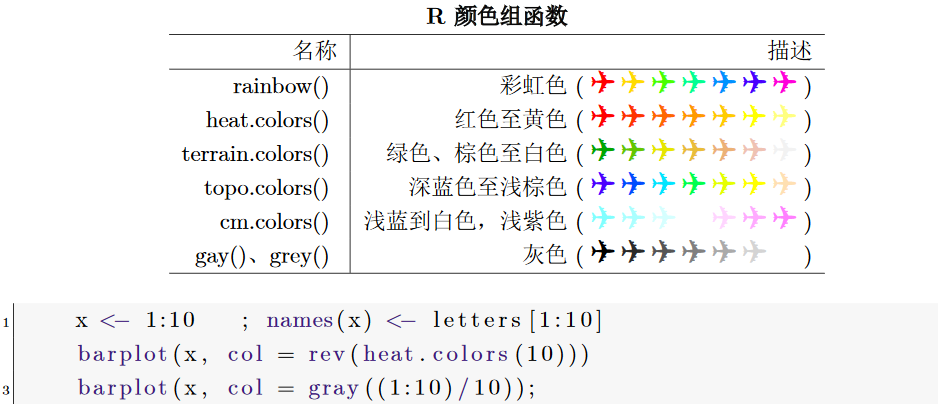 R 颜色组函数
名称 描述
rainbow() 彩虹色 ( ✈ ✈ ✈ ✈ ✈ ✈ ✈ )
heat.colors() 红色至黄色 ( ✈ ✈ ✈ ✈ ✈ ✈ ✈ )
terrain.colors() 绿色、棕色至白色 ( ✈ ✈ ✈ ✈ ✈ ✈ ✈ )
topo.colors() 深蓝色至浅棕色 ( ✈ ✈ ✈ ✈ ✈ ✈ ✈ )
cm.colors() 浅蓝到白色，浅紫色 ( ✈ ✈ ✈ ✈ ✈ ✈ )
gay()、grey() 灰色 ( ✈ ✈ ✈ ✈ ✈ ✈ )
1 x <- 1:10 ; names(x) <- letters[1:10]
barplot(x, col = rev(heat.colors(10)))
3 barplot(x, col = gray((1:10)/10));